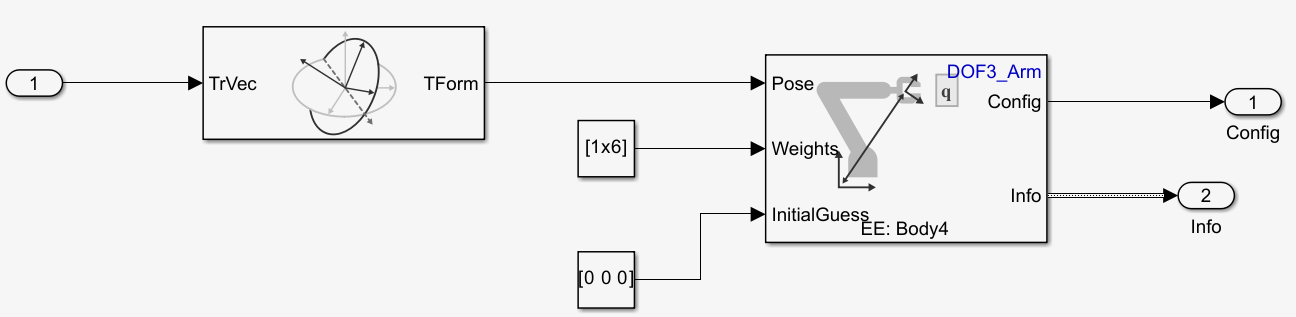 1
TrVec
TForm
[1x6]
[0 0 0]
DOF3_Arm
Pose
q
Config
Weights
Info
InitialGuess
EE: Body4
1
Config
2
Info